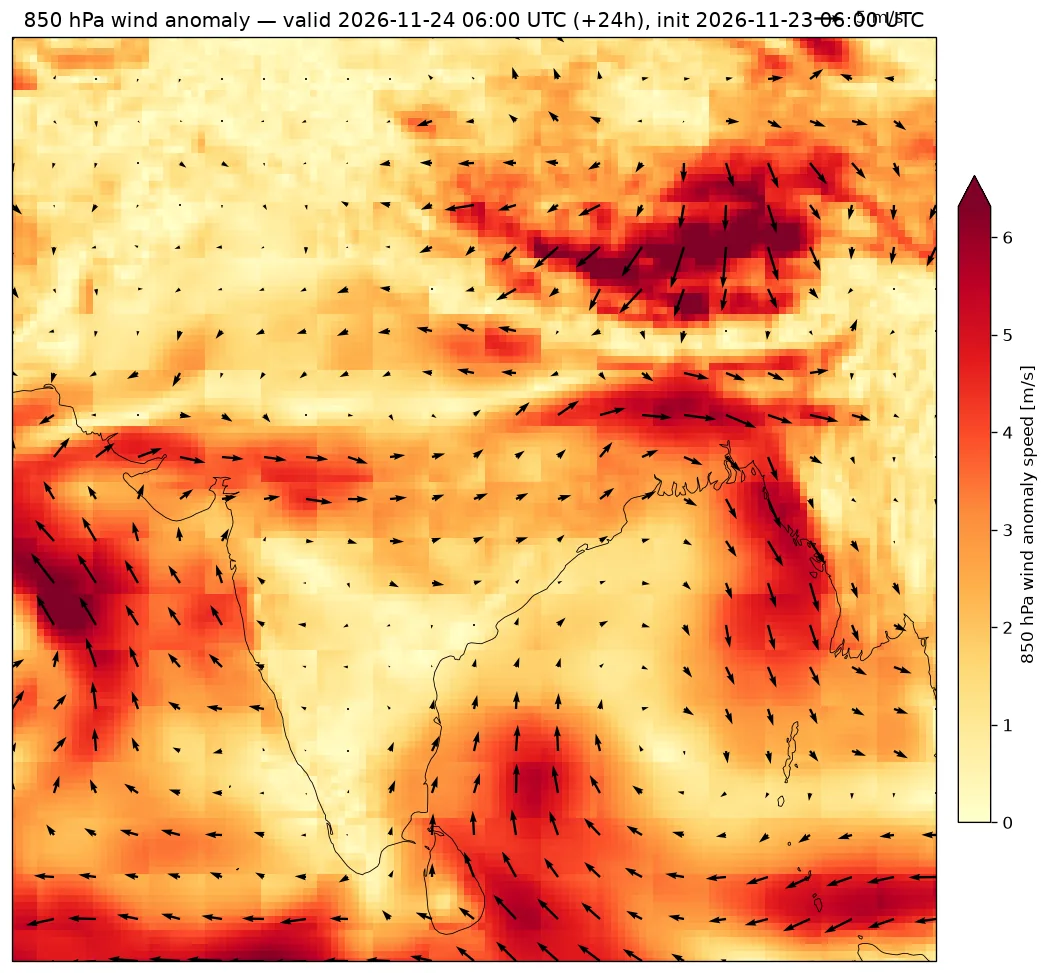 850 hPa wind anomaly — valid 2026-11-24 06:00 UTC (+24h), init 2026-11-23 06:00 UTC
5 m/s
6
5
4
3
2
1
0
850 hPa wind anomaly speed [m/s]